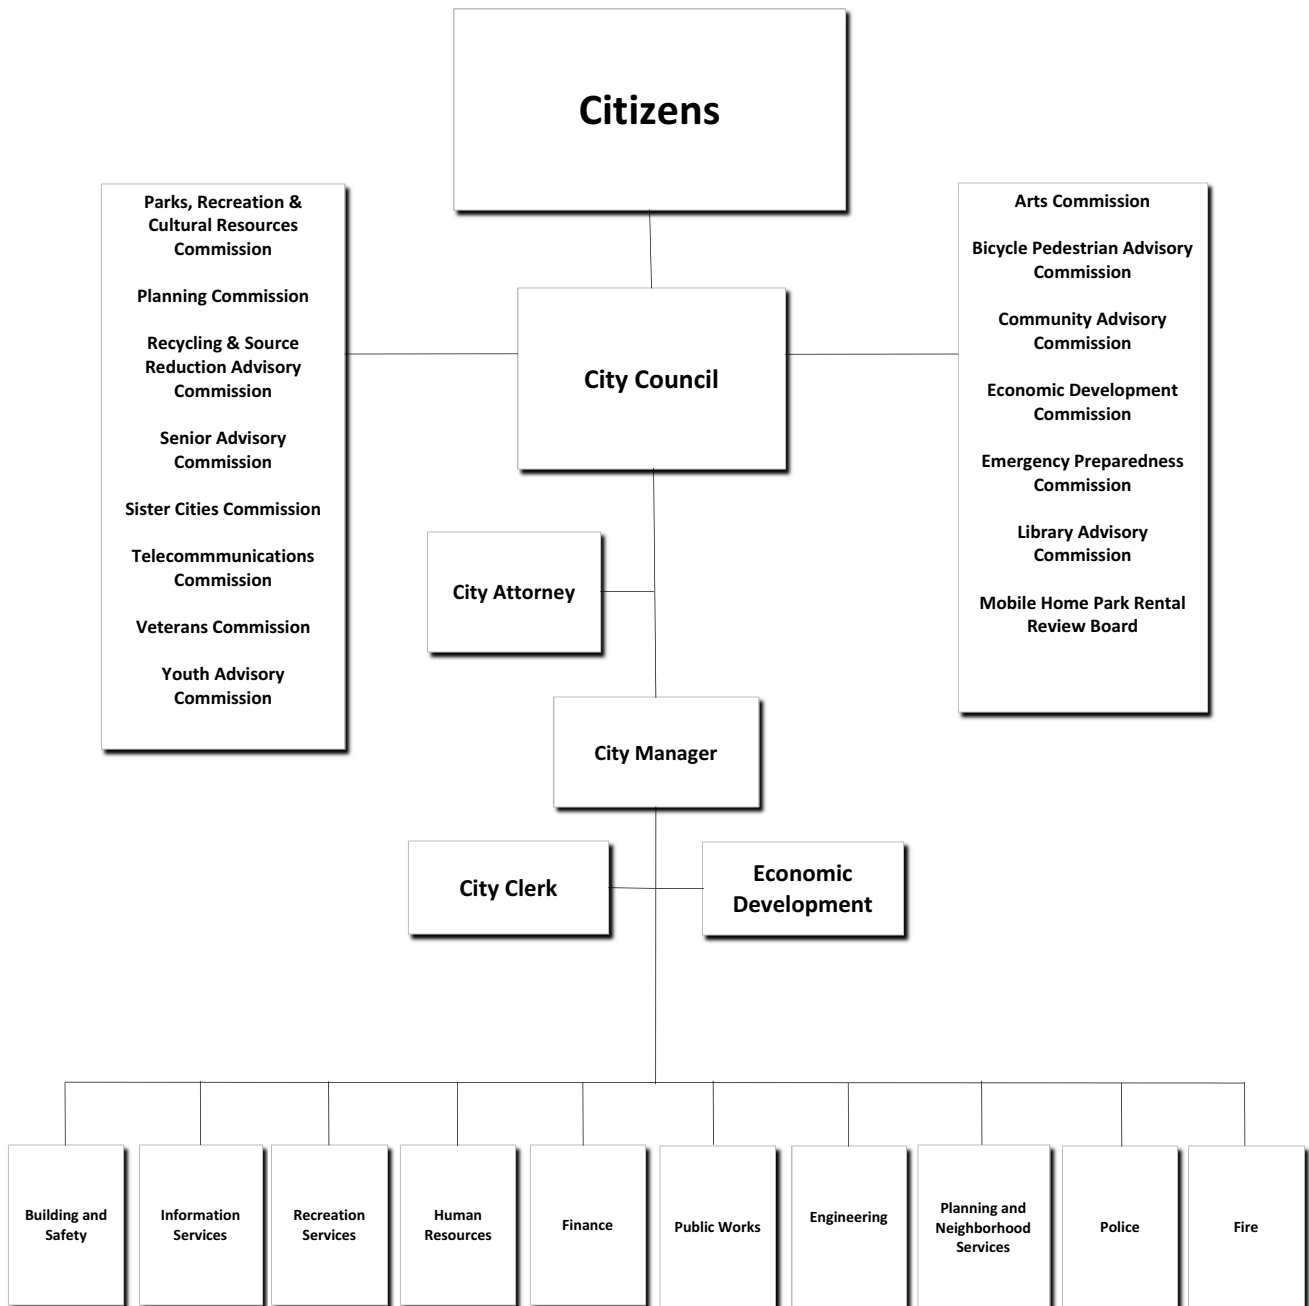 Citizens
Parks, Recreation &
Cultural Resources
Commission
Planning Commission
Recycling & Source
Reduction Advisory
Commission
Senior Advisory
Commission
Sister Cities Commission
Telecommmunications
Commission
Veterans Commission
Youth Advisory
Commission
City Council
Arts Commission
Bicycle Pedestrian Advisory
Commission
Community Advisory
Commission
Economic Development
Commission
Emergency Preparedness
Commission
Library Advisory
Commission
Mobile Home Park Rental
Review Board
City Attorney
City Manager
City Clerk
Economic
Development
Building and
Safety
Information
Services
Recreation
Services
Human
Resources
Finance
Public Works
Engineering
Planning and
Neighborhood
Services
Police
Fire